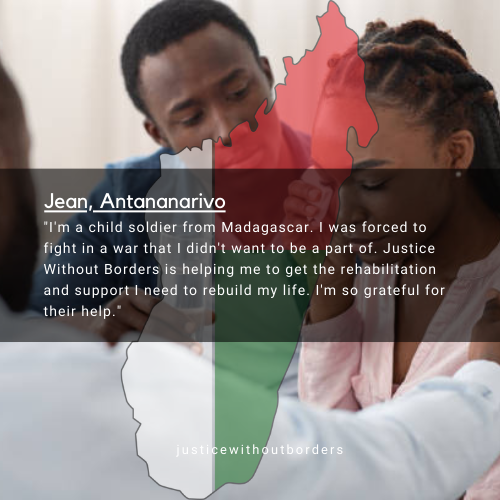 Jean, Antananarivo
"I'm a child soldier from Madagascar. I was forced to
fight in a war that I didn't want to be a part of. Justice
Without Borders is helping me to get the rehabilitation
and support I need to rebuild my life. I'm so grateful for
their help."
justicewithoutborders